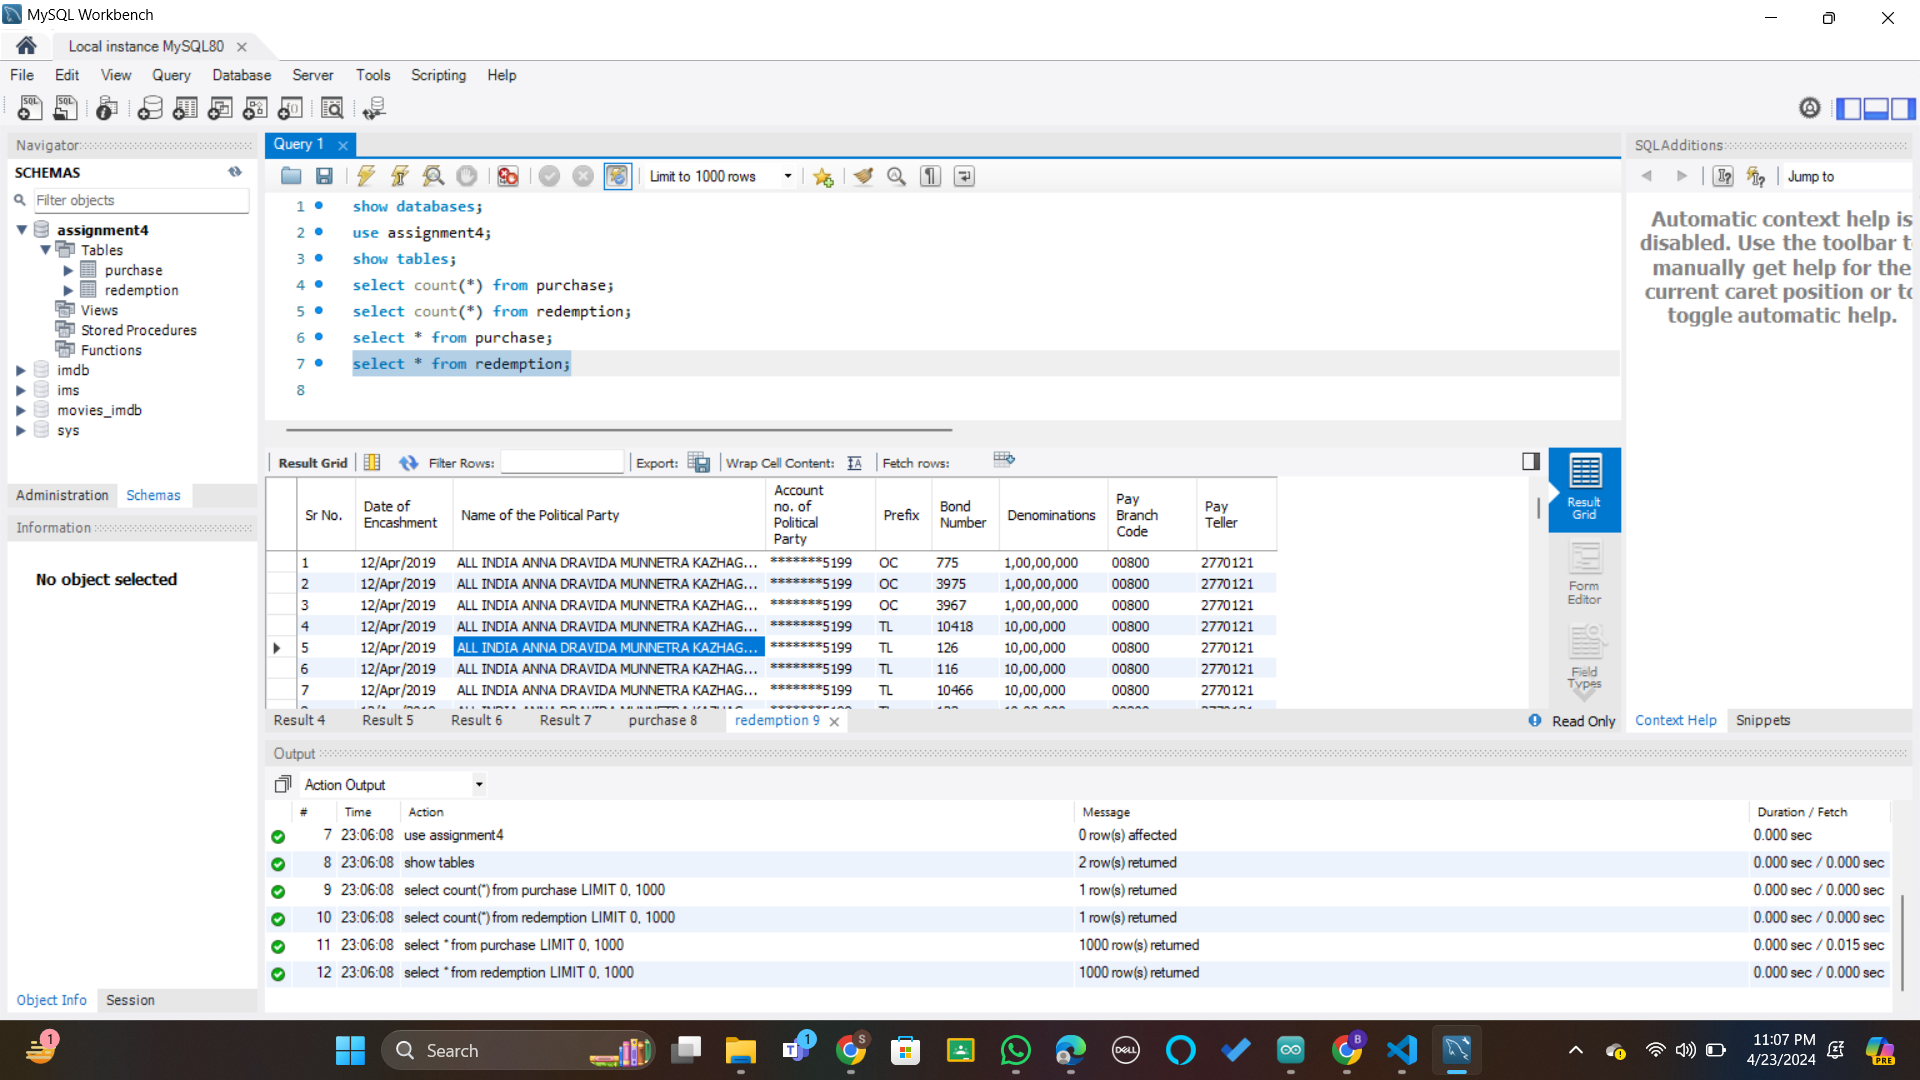 MySQL Workbench
Local instance MySQL80
File Edit View Query Database Server Tools Scripting Help
Navigator
SCHEMAS
Filter objects
assignment4
Tables
purchase
redemption
Views
Stored Procedures
Functions
imdb
ims
movies_imdb
sys
Administration Schemas
Information
No object selected
Object Info Session
Query 1
Limit to 1000 rows
1 show databases;
2 use assignment4;
3 show tables;
4 select count(*) from purchase;
5 select count(*) from redemption;
6 select * from purchase;
7 select * from redemption;
8
Result Grid Filter Rows: Export: Wrap Cell Content: Fetch rows:
Sr No. Date of Encashment Name of the Political Party Account no. of Political Party Prefix Bond Number Denominations Pay Branch Code Pay Teller
1 12/Apr/2019 ALL INDIA ANNA DRAVIDA MUNNETRA KAZHAG... *******5199 OC 775 1,00,00,000 00800 2770121
2 12/Apr/2019 ALL INDIA ANNA DRAVIDA MUNNETRA KAZHAG... *******5199 OC 3975 1,00,00,000 00800 2770121
3 12/Apr/2019 ALL INDIA ANNA DRAVIDA MUNNETRA KAZHAG... *******5199 OC 3967 1,00,00,000 00800 2770121
4 12/Apr/2019 ALL INDIA ANNA DRAVIDA MUNNETRA KAZHAG... *******5199 TL 10418 10,00,000 00800 2770121
5 12/Apr/2019 ALL INDIA ANNA DRAVIDA MUNNETRA KAZHAG... *******5199 TL 126 10,00,000 00800 2770121
6 12/Apr/2019 ALL INDIA ANNA DRAVIDA MUNNETRA KAZHAG... *******5199 TL 116 10,00,000 00800 2770121
7 12/Apr/2019 ALL INDIA ANNA DRAVIDA MUNNETRA KAZHAG... *******5199 TL 10466 10,00,000 00800 2770121
Result Grid
Form Editor
Field Types
Result 4 Result 5 Result 6 Result 7 purchase 8 redemption 9 Read Only
SQLAdditions
Jump to
Automatic context help is
disabled. Use the toolbar t
manually get help for the
current caret position or to
toggle automatic help.
Context Help Snippets
Output
Action Output
# Time Action Message Duration / Fetch
7 23:06:08 use assignment4 0 row(s) affected 0.000 sec
8 23:06:08 show tables 2 row(s) returned 0.000 sec / 0.000 sec
9 23:06:08 select count(*) from purchase LIMIT 0, 1000 1 row(s) returned 0.000 sec / 0.000 sec
10 23:06:08 select count(*) from redemption LIMIT 0, 1000 1 row(s) returned 0.000 sec / 0.000 sec
11 23:06:08 select * from purchase LIMIT 0, 1000 1000 row(s) returned 0.000 sec / 0.015 sec
12 23:06:08 select * from redemption LIMIT 0, 1000 1000 row(s) returned 0.000 sec / 0.000 sec
1
Search
1
S
DELL
B
11:07 PM
4/23/2024
PRE